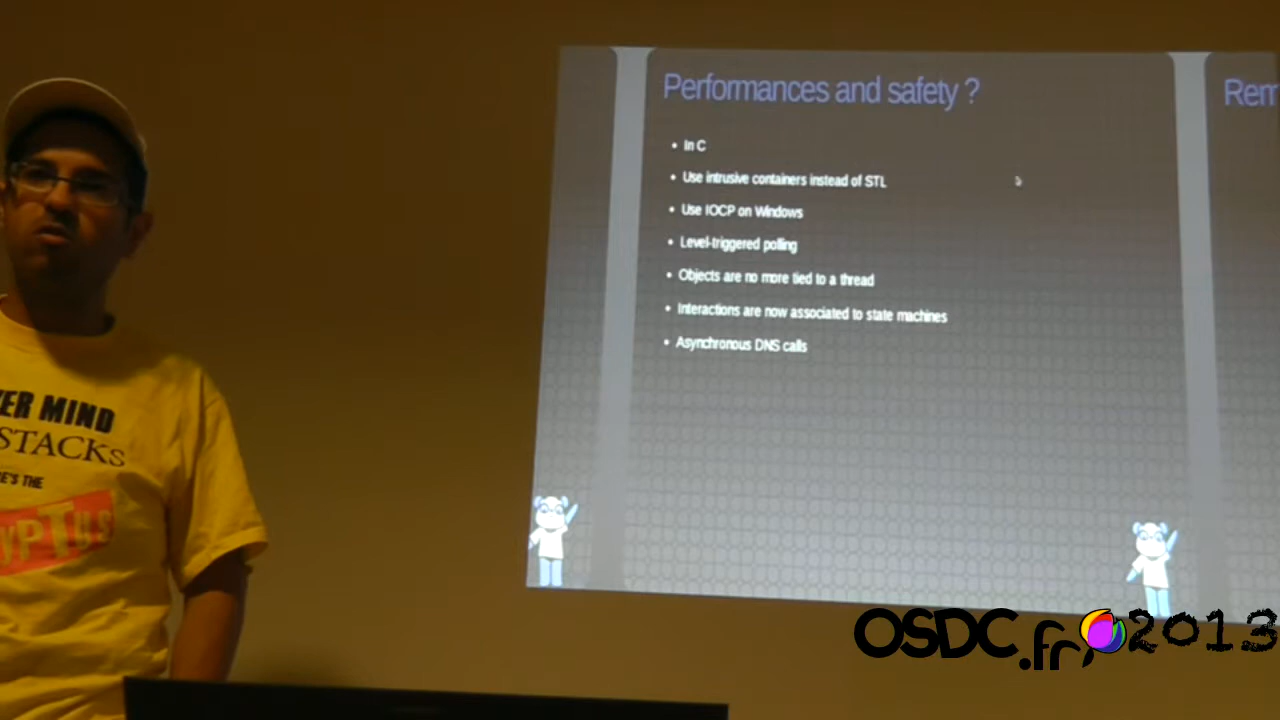 Performances and safety ?
• In C
• Use intrusive containers instead of STL
• Use IOCP on Windows
• Level-triggered polling
• Objects are no more tied to a thread
• Interactions are now associated to state machines
• Asynchronous DNS calls
Rem
ER MIND
STACKS
E'S THE
yPTUS
OSDC.fr 2013